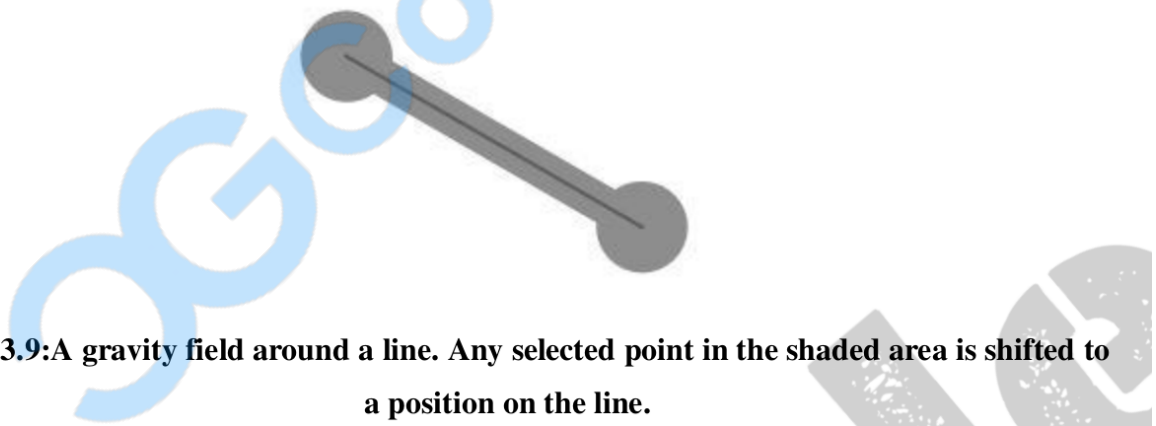 3.9:A gravity field around a line. Any selected point in the shaded area is shifted to
a position on the line.